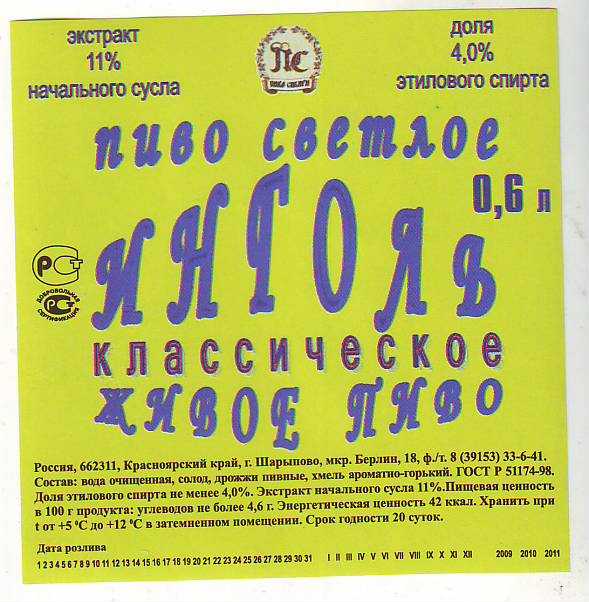 экстракт
11%
начального сусла
ПС
доля
4,0%
этилового спирта
пиво светлое
0,6 л
ИНГОЛЬ
классическое
ЖИВОЕ ПИВО
РСТ
ДОБРОВОЛЬНАЯ
СЕРТИФИКАЦИЯ
Россия, 662311, Красноярский край, г. Шарыпово, мкр. Берлин, 18, ф./т. 8 (39153) 33-6-41.
Состав: вода очищенная, солод, дрожжи пивные, хмель ароматно-горький. ГОСТ Р 51174-98.
Доля этилового спирта не менее 4,0%. Экстракт начального сусла 11%.Пищевая ценность
в 100 г продукта: углеводов не более 4,6 г. Энергетическая ценность 42 ккал. Хранить при
t от +5 °С до +12 °С в затемненном помещении. Срок годности 20 суток.
Дата розлива
1 2 3 4 5 6 7 8 9 10 11 12 13 14 15 16 17 18 19 20 21 22 23 24 25 26 27 28 29 30 31 I II III IV V VI VII VIII IX X XI XII 2009 2010 2011